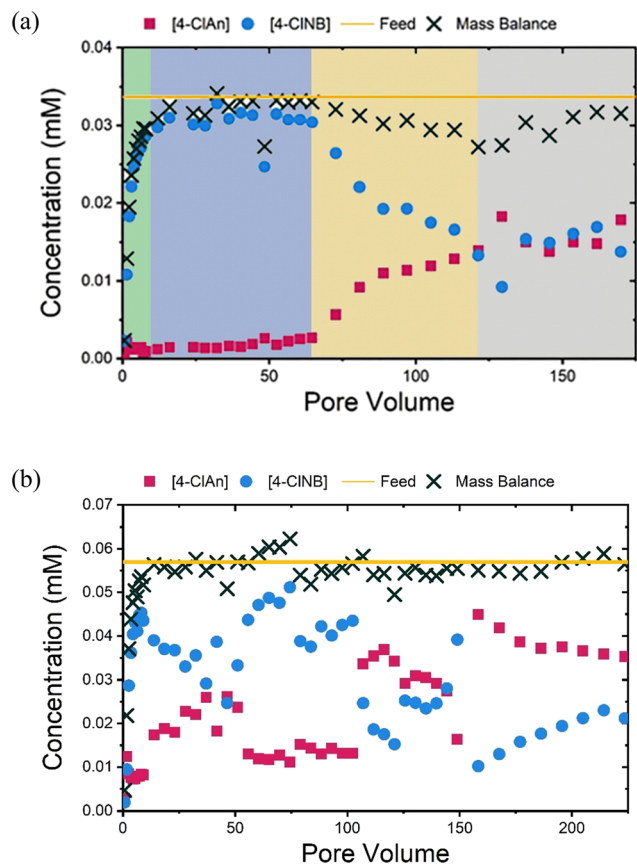 (a)
[4-ClAn] [4-ClNB] Feed Mass Balance
0.04
0.03
0.02
0.01
0.00
Concentration (mM)
0 50 100 150
Pore Volume
(b)
[4-ClAn] [4-ClNB] Feed Mass Balance
0.07
0.06
0.05
0.04
0.03
0.02
0.01
0.00
Concentration (mM)
0 50 100 150 200
Pore Volume